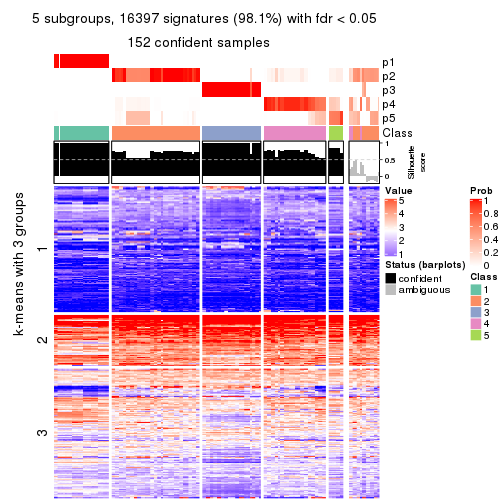 5 subgroups, 16397 signatures (98.1%) with fdr < 0.05
152 confident samples
p1
p2
p3
p4
p5
Class
1
0.5
0
Silhouette
score
k-means with 3 groups
1
2
3
Value
5
4
3
2
1
Status (barplots)
confident
ambiguous
Prob
1
0.8
0.6
0.4
0.2
0
Class
1
2
3
4
5